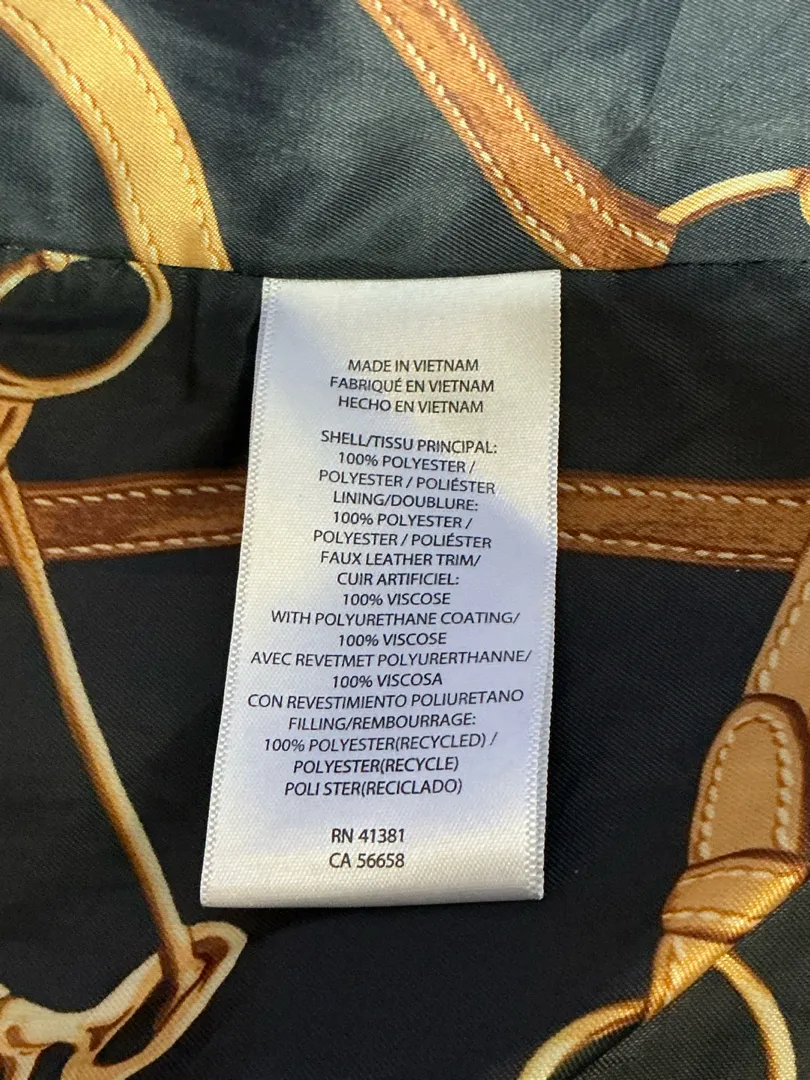 MADE IN VIETNAM
FABRIQUÉ EN VIETNAM
HECHO EN VIETNAM
SHELL/TISSU PRINCIPAL:
100% POLYESTER /
POLYESTER / POLIÉSTER
LINING/DOUBLURE:
100% POLYESTER /
POLYESTER / POLIÉSTER
FAUX LEATHER TRIM/
CUIR ARTIFICIEL:
100% VISCOSE
WITH POLYURETHANE COATING/
100% VISCOSE
AVEC REVETMET POLYURERTHANNE/
100% VISCOSA
CON REVESTIMIENTO POLIURETANO
FILLING/REMBOURRAGE:
100% POLYESTER(RECYCLED) /
POLYESTER(RECYCLE)
POLI STER(RECICLADO)
RN 41381
CA 56658